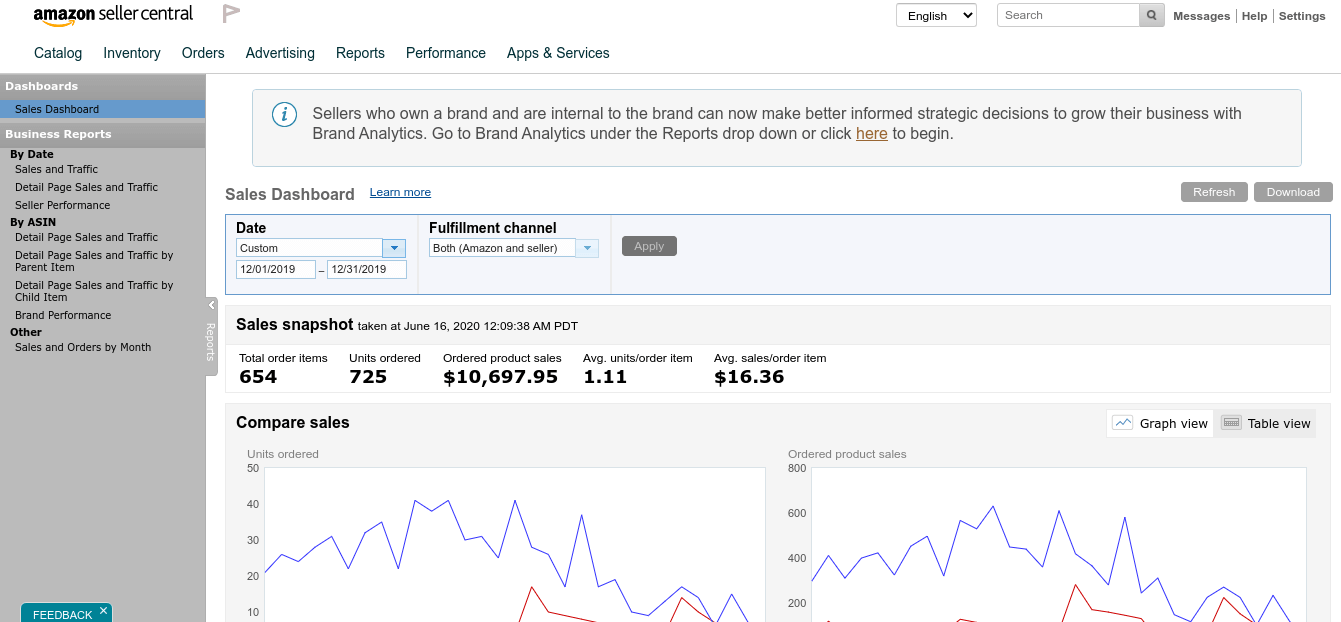 amazon seller central
English
Search
Messages
Help
Settings
Catalog
Inventory
Orders
Advertising
Reports
Performance
Apps & Services
Dashboards
Sales Dashboard
Business Reports
By Date
Sales and Traffic
Detail Page Sales and Traffic
Seller Performance
By ASIN
Detail Page Sales and Traffic
Detail Page Sales and Traffic by
Parent Item
Detail Page Sales and Traffic by
Child Item
Brand Performance
Other
Sales and Orders by Month
Reports
FEEDBACK
Sellers who own a brand and are internal to the brand can now make better informed strategic decisions to grow their business with
Brand Analytics. Go to Brand Analytics under the Reports drop down or click here to begin.
Sales Dashboard
Learn more
Refresh
Download
Date
Custom
12/01/2019 – 12/31/2019
Fulfillment channel
Both (Amazon and seller)
Apply
Sales snapshot taken at June 16, 2020 12:09:38 AM PDT
Total order items
654
Units ordered
725
Ordered product sales
$10,697.95
Avg. units/order item
1.11
Avg. sales/order item
$16.36
Compare sales
Graph view
Table view
Units ordered
50
40
30
20
10
Ordered product sales
800
600
400
200